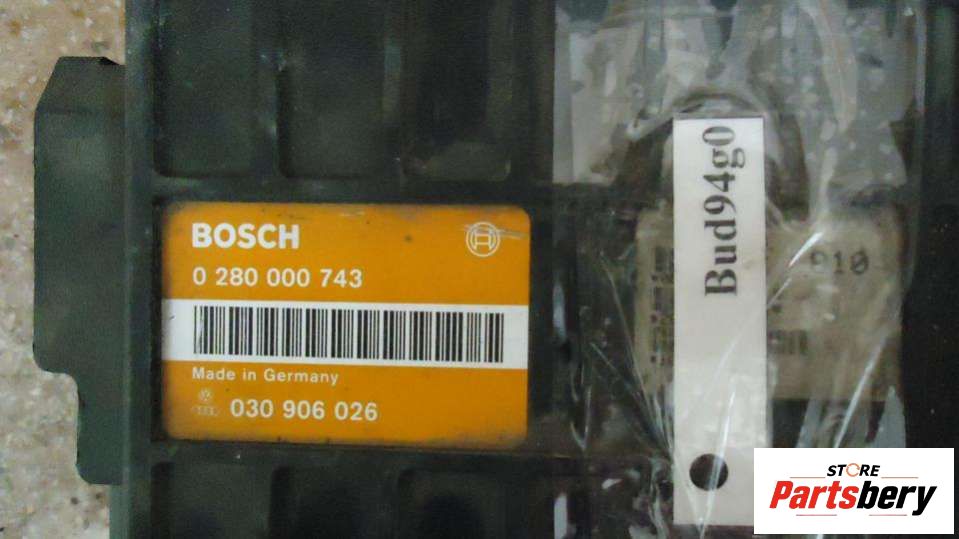 BOSCH
0 280 000 743
Made in Germany
030 906 026
Bud94g0
910
STORE
Partsbery